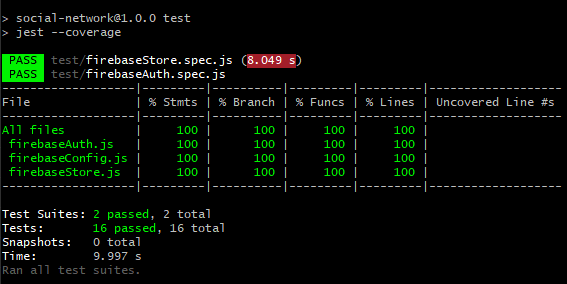 > social-network@1.0.0 test
> jest --coverage
PASS test/firebaseStore.spec.js (8.049 s)
PASS test/firebaseAuth.spec.js
-------------------|---------|----------|---------|---------|-------------------
File | % Stmts | % Branch | % Funcs | % Lines | Uncovered Line #s
-------------------|---------|----------|---------|---------|-------------------
All files | 100 | 100 | 100 | 100 |
firebaseAuth.js | 100 | 100 | 100 | 100 |
firebaseConfig.js | 100 | 100 | 100 | 100 |
firebaseStore.js | 100 | 100 | 100 | 100 |
-------------------|---------|----------|---------|---------|-------------------
Test Suites: 2 passed, 2 total
Tests: 16 passed, 16 total
Snapshots: 0 total
Time: 9.997 s
Ran all test suites.